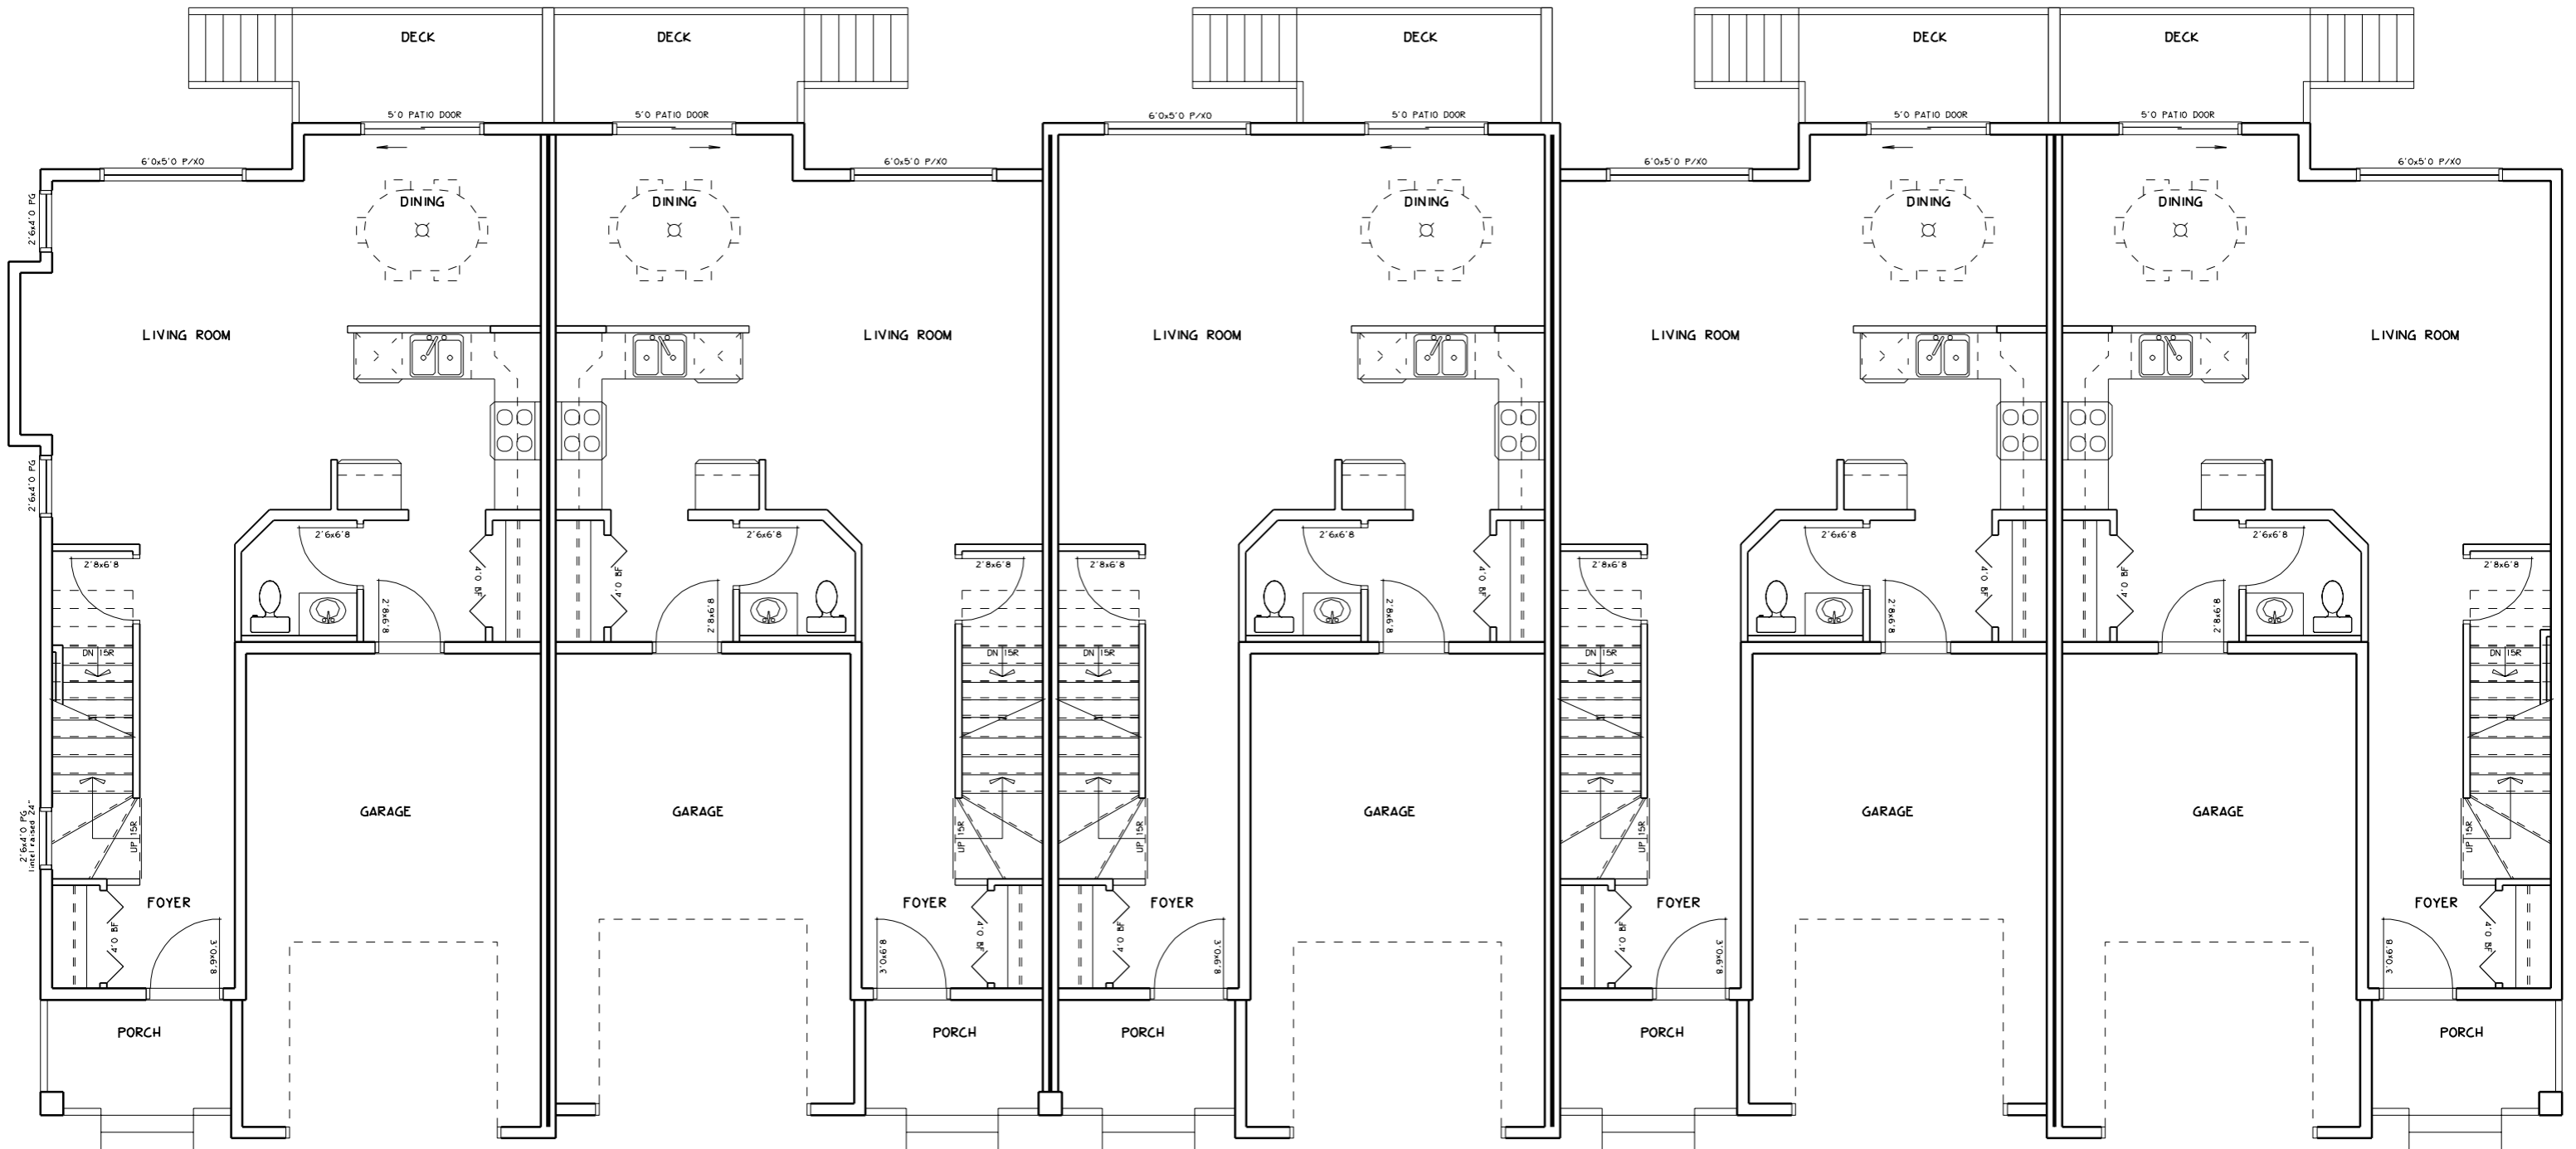 DECK
DECK
DECK
DECK
DECK
5'0 PATIO DOOR
5'0 PATIO DOOR
6'0x5'0 P/XO
5'0 PATIO DOOR
5'0 PATIO DOOR
5'0 PATIO DOOR
6'0x5'0 P/XO
6'0x5'0 P/XO
6'0x5'0 P/XO
6'0x5'0 P/XO
2'6x4'0 PG
DINING
DINING
DINING
DINING
DINING
LIVING ROOM
LIVING ROOM
LIVING ROOM
LIVING ROOM
LIVING ROOM
2'6x4'0 PG
2'6x6'8
2'6x6'8
2'6x6'8
2'6x6'8
2'6x6'8
2'8x6'8
2'8x6'8
2'8x6'8
2'8x6'8
2'8x6'8
4'0 BF
4'0 BF
4'0 BF
4'0 BF
4'0 BF
2'8x6'8
2'8x6'8
2'8x6'8
2'8x6'8
2'8x6'8
DN 15R
DN 15R
DN 15R
DN 15R
DN 15R
GARAGE
GARAGE
GARAGE
GARAGE
GARAGE
2'6x4'0 PG
lintel raised 24"
UP 15R
UP 15R
UP 15R
UP 15R
UP 15R
FOYER
FOYER
FOYER
FOYER
FOYER
4'0 BF
4'0 BF
4'0 BF
4'0 BF
4'0 BF
3'0x6'8
3'0x6'8
3'0x6'8
3'0x6'8
3'0x6'8
PORCH
PORCH
PORCH
PORCH
PORCH